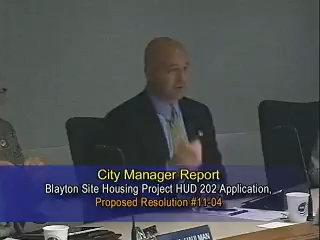 City Manager Report
Blayton Site Housing Project HUD 202 Application,
Proposed Resolution #11-04